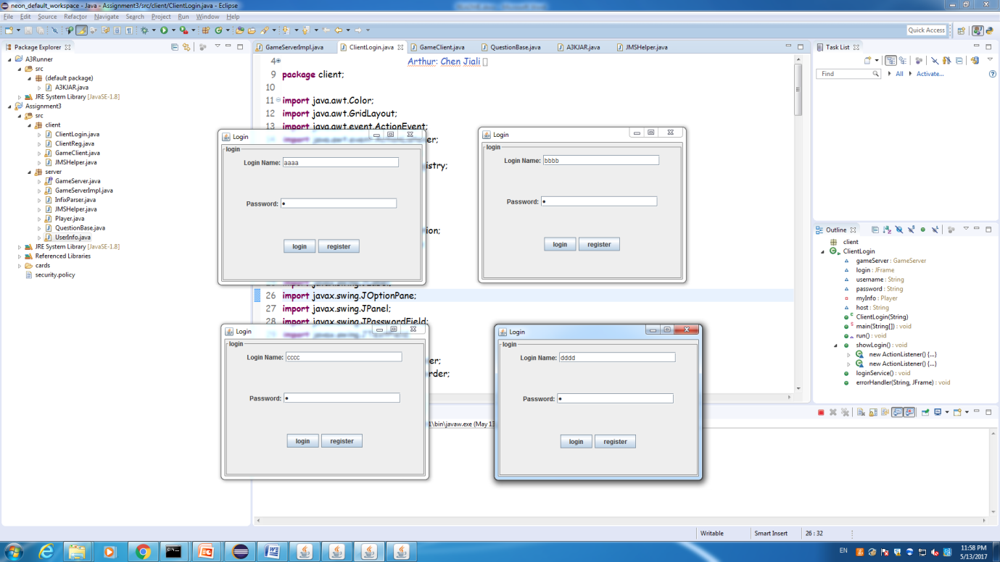 neon_default_workspace - Java - Assignment3/src/client/ClientLogin.java - Eclipse
File Edit Source Refactor Navigate Search Project Run Window Help
Quick Access
Package Explorer
A3Runner
src
(default package)
A3KJAR.java
JRE System Library [JavaSE-1.8]
Assignment3
src
client
ClientLogin.java
ClientReg.java
GameClient.java
JMSHelper.java
server
GameServer.java
GameServerImpl.java
InfixParser.java
JMSHelper.java
Player.java
QuestionBase.java
UserInfo.java
JRE System Library [JavaSE-1.8]
Referenced Libraries
cards
security.policy
GameServerImpl.java ClientLogin.java GameClient.java QuestionBase.java A3KJAR.java JMSHelper.java
4 Arthur: Chen Jiali
9 package client;
10
11 import java.awt.Color;
12 import java.awt.GridLayout;
13 import java.awt.event.ActionEvent;
istry;
ion;
26 import javax.swing.JOptionPane;
27 import javax.swing.JPanel;
28 import javax.swing.JPasswordField;
er;
order;
Login
login
Login Name: aaaa
Password: •
login register
Login
login
Login Name: bbbb
Password: •
login register
Login
login
Login Name: cccc
Password: •
login register
Login
login
Login Name: dddd
Password: •
login register
1\bin\javaw.exe (May 13
Task List
Find All Activate...
Outline
client
ClientLogin
gameServer : GameServer
login : JFrame
username : String
password : String
myInfo : Player
host : String
ClientLogin(String)
main(String[]) : void
run() : void
showLogin() : void
new ActionListener() {...}
new ActionListener() {...}
loginService() : void
errorHandler(String, JFrame) : void
Writable Smart Insert 26 : 32
EN
11:58 PM
5/13/2017